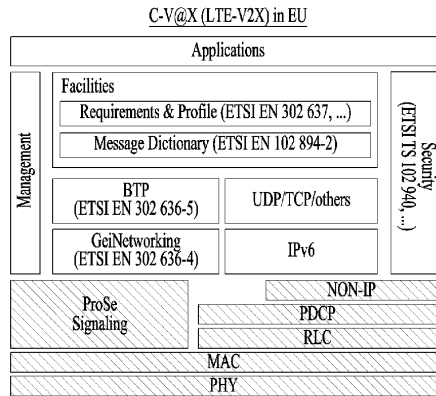 C-V@X (LTE-V2X) in EU
Applications
Management
Facilities
Requirements & Profile (ETSI EN 302 637, ...)
Message Dictionary (ETSI EN 102 894-2)
BTP
(ETSI EN 302 636-5)
UDP/TCP/others
GeiNetworking
(ETSI EN 302 636-4)
IPv6
Security
(ETSI TS 102 940, ...)
ProSe
Signaling
NON-IP
PDCP
RLC
MAC
PHY